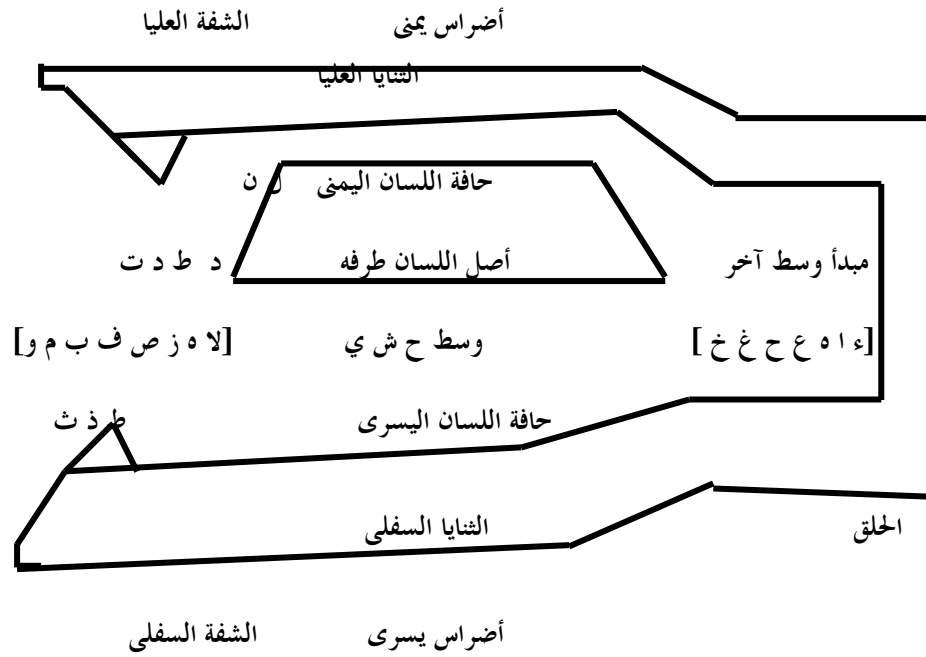 أضراس يمنى الشفة العليا
الثنايا العليا
حافة اللسان اليمنى ل ن
مبدأ وسط آخر أصل اللسان طرفه د ط د ت
[ء ا ه ع ح غ خ ] وسط ح ش ي [لا ه ز ص ف ب م و]
حافة اللسان اليسرى ط ذ ث
الحلق الثنايا السفلى
أضراس يسرى الشفة السفلى